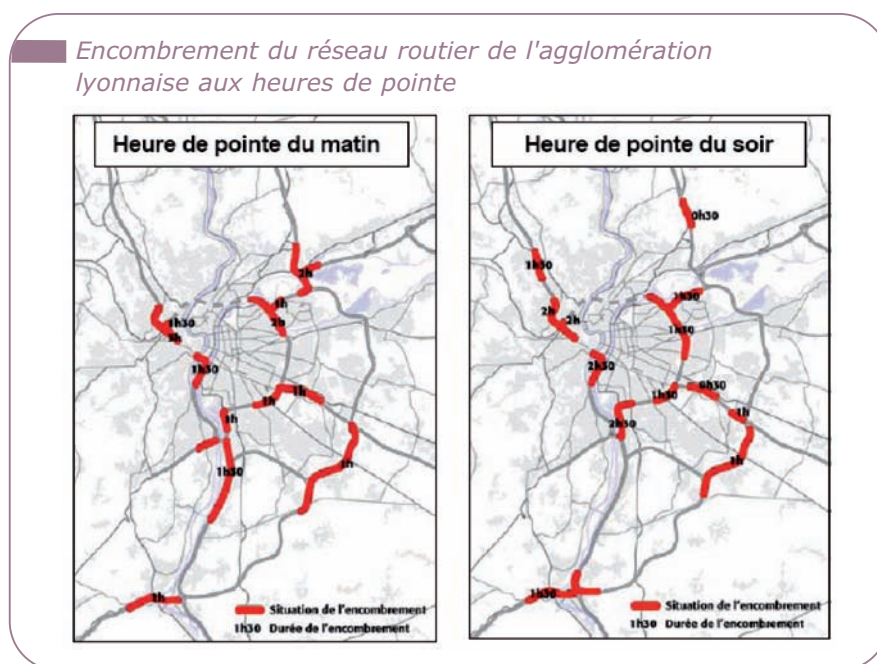 Encombrement du réseau routier de l'agglomération
lyonnaise aux heures de pointe
Heure de pointe du matin
2h
1h
2h
1h30
1h30
1h
1h
1h
1h30
1h
Situation de l'encombrement
1h30 Durée de l'encombrement
Heure de pointe du soir
0h30
1h30
1h30
2h
2h
1h30
2h30
1h30
0h30
1h
2h30
1h
1h30
Situation de l'encombrement
1h30 Durée de l'encombrement